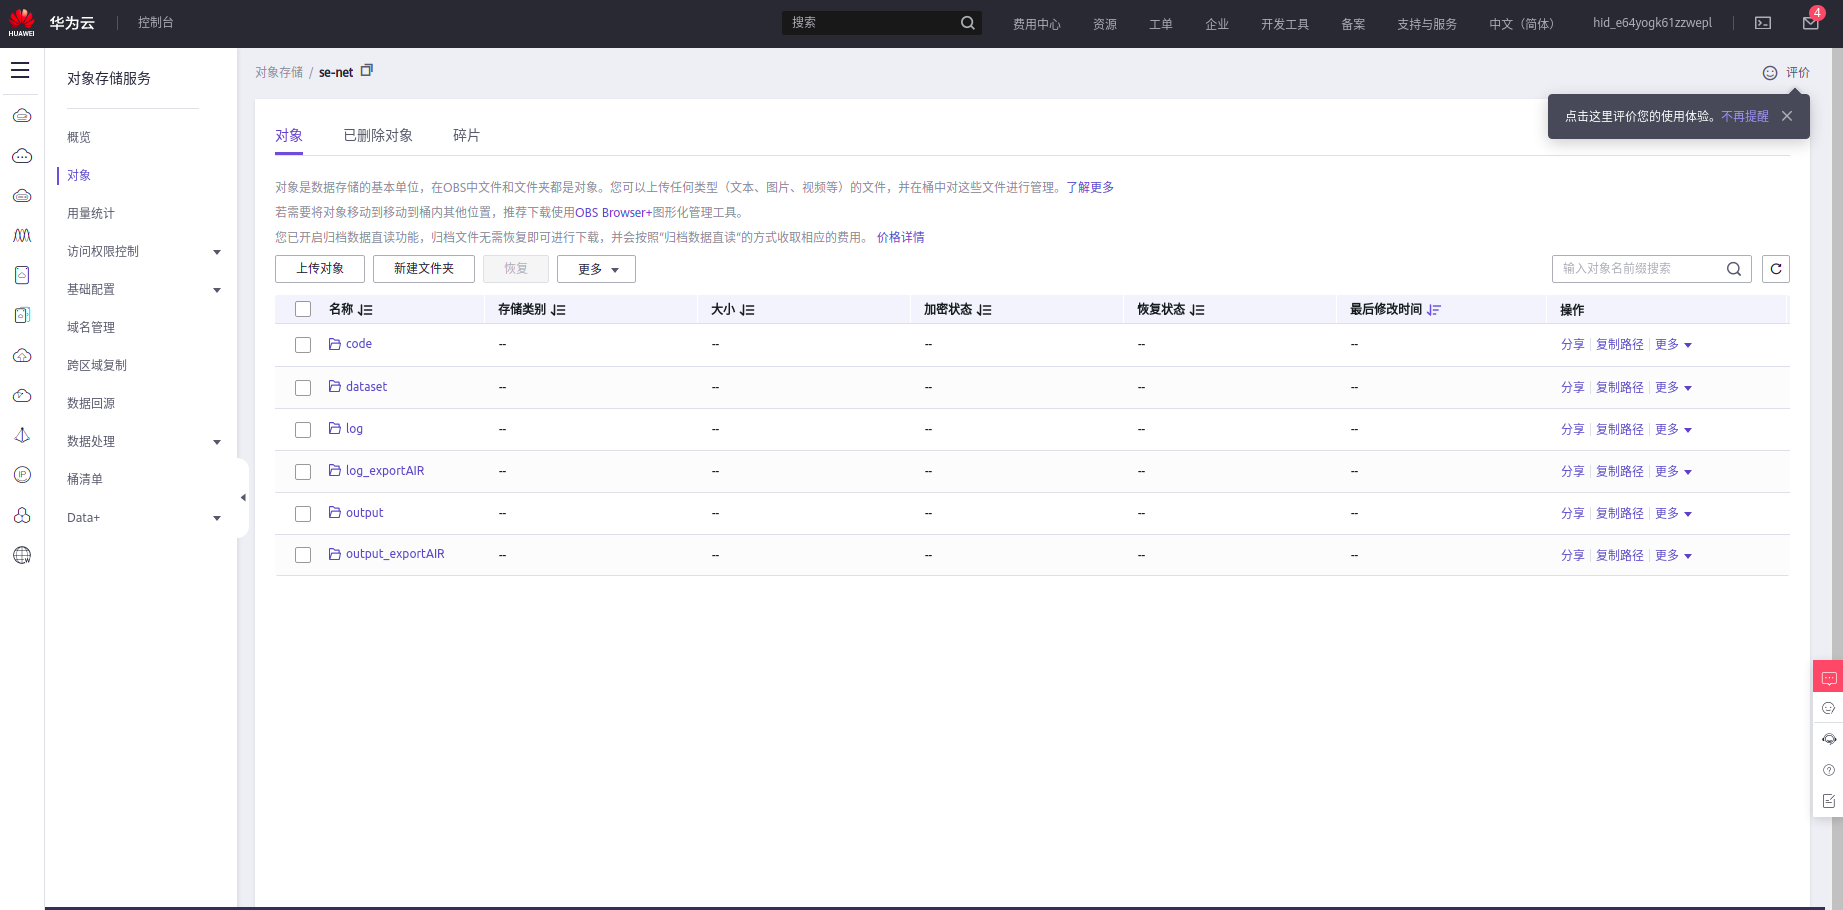 HUAWEI
华为云
控制台
搜索
费用中心
资源
工单
企业
开发工具
备案
支持与服务
中文（简体）
hid_e64yogk61zzwepl
4
对象存储服务
概览
对象
用量统计
访问权限控制
基础配置
域名管理
跨区域复制
数据回源
数据处理
桶清单
Data+
对象存储 / se-net
评价
点击这里评价您的使用体验。不再提醒
对象
已删除对象
碎片
对象是数据存储的基本单位，在OBS中文件和文件夹都是对象。您可以上传任何类型（文本、图片、视频等）的文件，并在桶中对这些文件进行管理。了解更多
若需要将对象移动到移动到桶内其他位置，推荐下载使用OBS Browser+图形化管理工具。
您已开启归档数据直读功能，归档文件无需恢复即可进行下载，并会按照“归档数据直读”的方式收取相应的费用。 价格详情
上传对象
新建文件夹
恢复
更多
输入对象名前缀搜索
名称 存储类别 大小 加密状态 恢复状态 最后修改时间 操作
code -- -- -- -- -- 分享 复制路径 更多
dataset -- -- -- -- -- 分享 复制路径 更多
log -- -- -- -- -- 分享 复制路径 更多
log_exportAIR -- -- -- -- -- 分享 复制路径 更多
output -- -- -- -- -- 分享 复制路径 更多
output_exportAIR -- -- -- -- -- 分享 复制路径 更多
IP